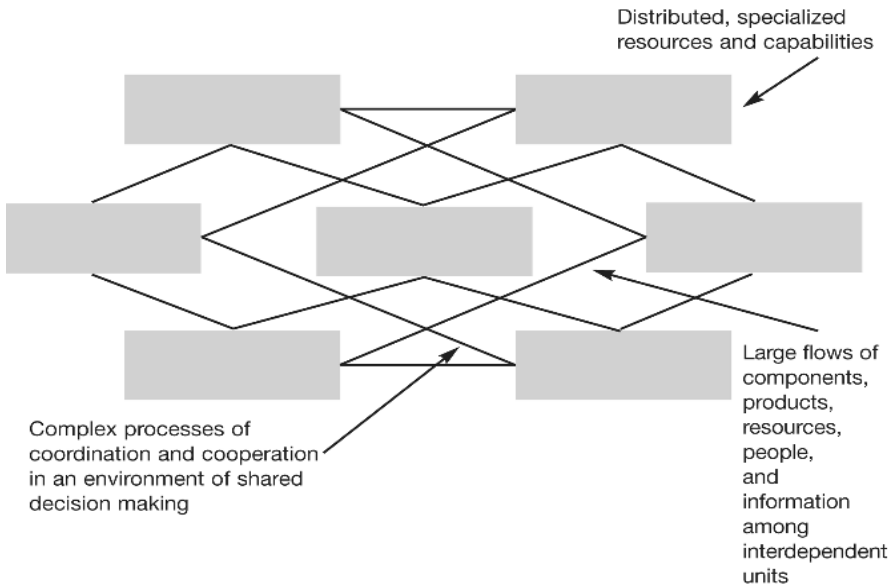 Distributed, specialized
resources and capabilities
Large flows of
components,
products,
resources,
people,
and
information
among
interdependent
units
Complex processes of
coordination and cooperation
in an environment of shared
decision making